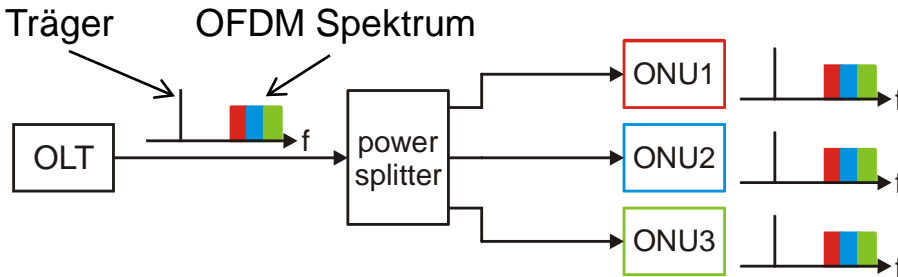 Träger
OFDM Spektrum
OLT
f
power
splitter
ONU1
f
ONU2
f
ONU3
f